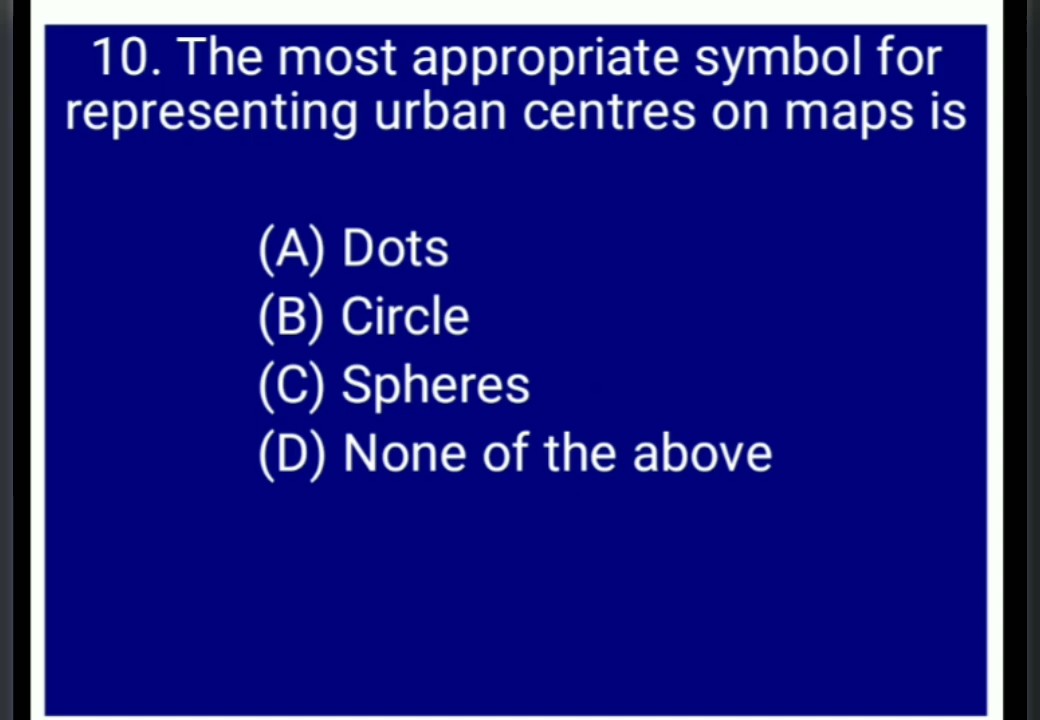 10. The most appropriate symbol for
representing urban centres on maps is
(A) Dots
(B) Circle
(C) Spheres
(D) None of the above